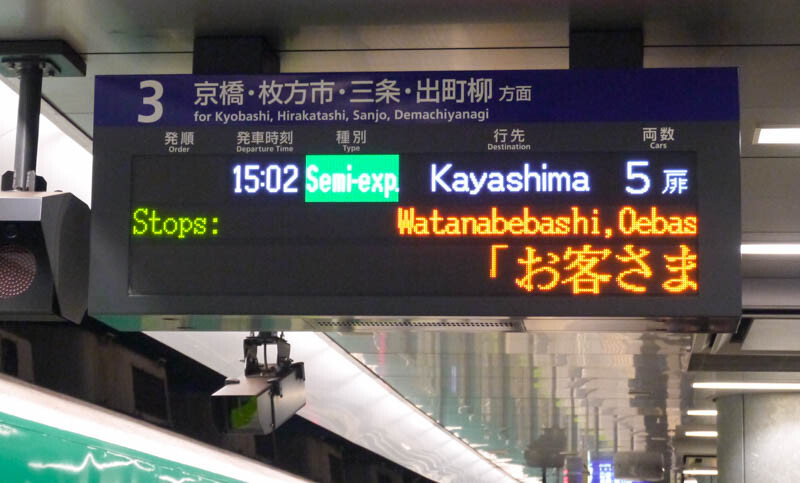 3 京橋・枚方市・三条・出町柳 方面
for Kyobashi, Hirakatashi, Sanjo, Demachiyanagi
発順 発車時刻 種別 行先 両数
Order Departure Time Type Destination Cars
15:02 Semi-exp. Kayashima 5 扉
Stops: Watanabebashi,Oebas
「お客さま